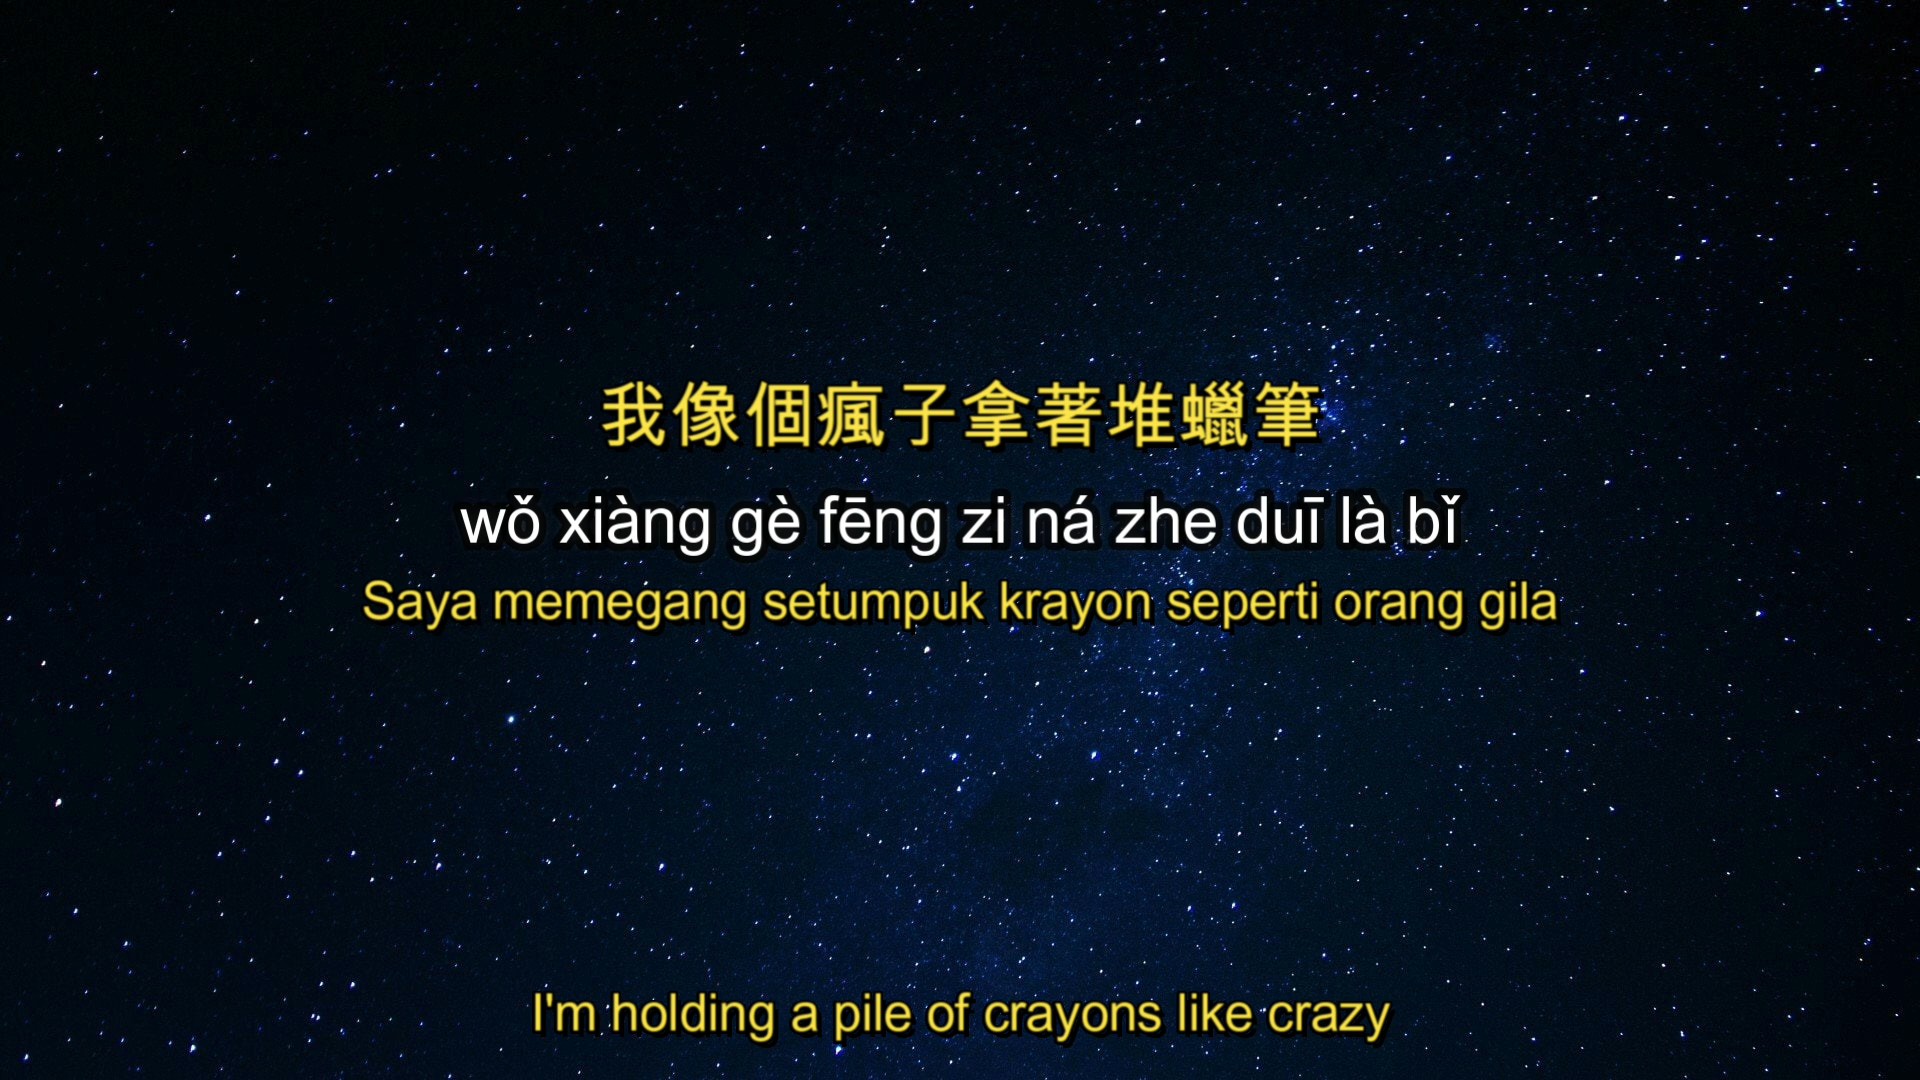 我像個瘋子拿著堆蠟筆
wǒ xiàng gè fēng zi ná zhe duī là bǐ
Saya memegang setumpuk krayon seperti orang gila
I'm holding a pile of crayons like crazy